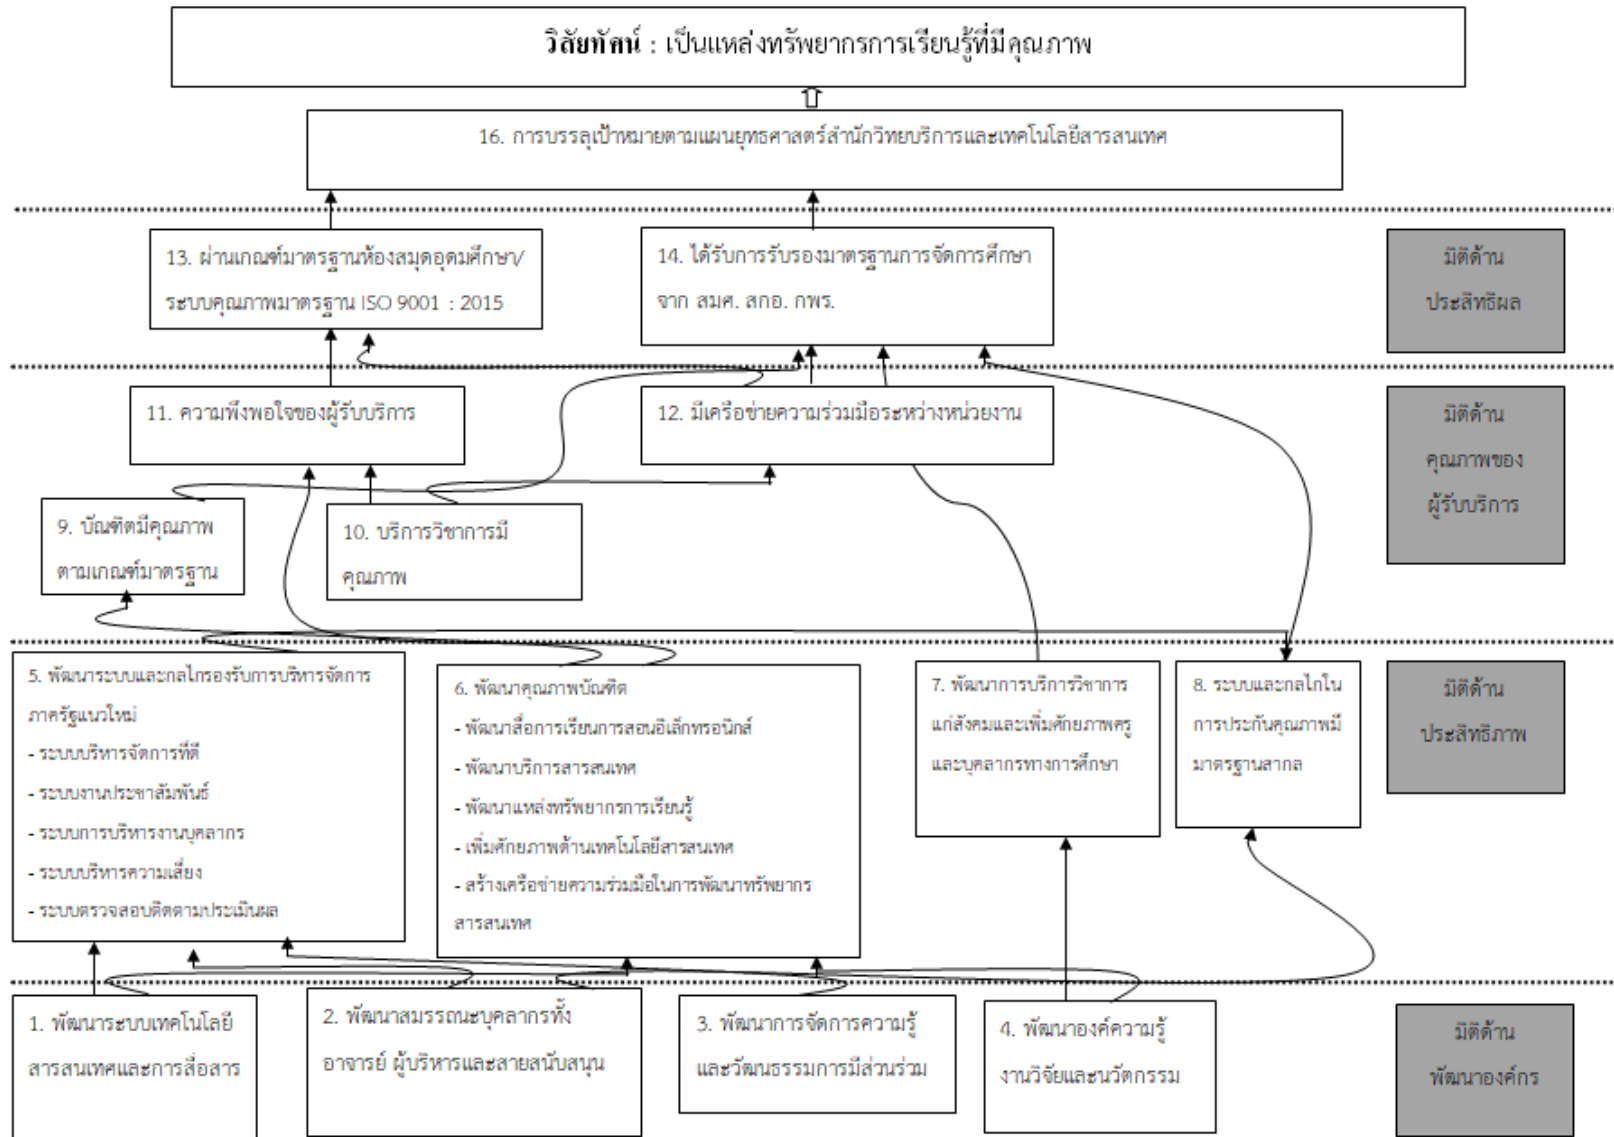 วิสัยทัศน์ : เป็นแหล่งทรัพยากรการเรียนรู้ที่มีคุณภาพ
16. การบรรลุเป้าหมายตามแผนยุทธศาสตร์สำนักวิทยบริการและเทคโนโลยีสารสนเทศ
13. ผ่านเกณฑ์มาตรฐานห้องสมุดอุดมศึกษา/
ระบบคุณภาพมาตรฐาน ISO 9001 : 2015
14. ได้รับการรับรองมาตรฐานการจัดการศึกษา
จาก สมศ. สกอ. กพร.
มิติด้าน
ประสิทธิผล
11. ความพึงพอใจของผู้รับบริการ
12. มีเครือข่ายความร่วมมือระหว่างหน่วยงาน
มิติด้าน
คุณภาพของ
ผู้รับบริการ
9. บัณฑิตมีคุณภาพ
ตามเกณฑ์มาตรฐาน
10. บริการวิชาการมี
คุณภาพ
5. พัฒนาระบบและกลไกรองรับการบริหารจัดการ
ภาครัฐแนวใหม่
- ระบบบริหารจัดการที่ดี
- ระบบงานประชาสัมพันธ์
- ระบบการบริหารงานบุคลากร
- ระบบบริหารความเสี่ยง
- ระบบตรวจสอบติดตามประเมินผล
6. พัฒนาคุณภาพบัณฑิต
- พัฒนาสื่อการเรียนการสอนอิเล็กทรอนิกส์
- พัฒนาบริการสารสนเทศ
- พัฒนาแหล่งทรัพยากรการเรียนรู้
- เพิ่มศักยภาพด้านเทคโนโลยีสารสนเทศ
- สร้างเครือข่ายความร่วมมือในการพัฒนาทรัพยากร
สารสนเทศ
7. พัฒนาการบริการวิชาการ
แก่สังคมและเพิ่มศักยภาพครู
และบุคลากรทางการศึกษา
8. ระบบและกลไกใน
การประกันคุณภาพมี
มาตรฐานสากล
มิติด้าน
ประสิทธิภาพ
1. พัฒนาระบบเทคโนโลยี
สารสนเทศและการสื่อสาร
2. พัฒนาสมรรถนะบุคลากรทั้ง
อาจารย์ ผู้บริหารและสายสนับสนุน
3. พัฒนาการจัดการความรู้
และวัฒนธรรมการมีส่วนร่วม
4. พัฒนาองค์ความรู้
งานวิจัยและนวัตกรรม
มิติด้าน
พัฒนาองค์กร